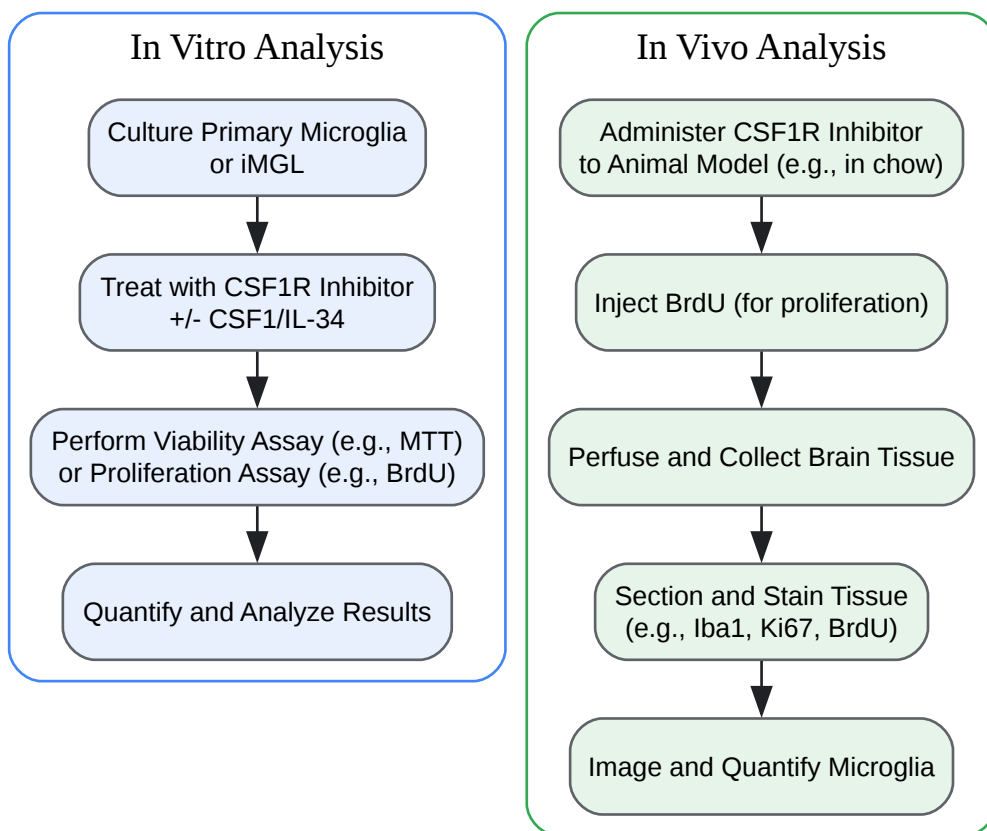 In Vitro Analysis
Culture Primary Microglia
or iMGL
Treat with CSF1R Inhibitor
+/- CSF1/IL-34
Perform Viability Assay (e.g., MTT)
or Proliferation Assay (e.g., BrdU)
Quantify and Analyze Results
In Vivo Analysis
Administer CSF1R Inhibitor
to Animal Model (e.g., in chow)
Inject BrdU (for proliferation)
Perfuse and Collect Brain Tissue
Section and Stain Tissue
(e.g., Iba1, Ki67, BrdU)
Image and Quantify Microglia